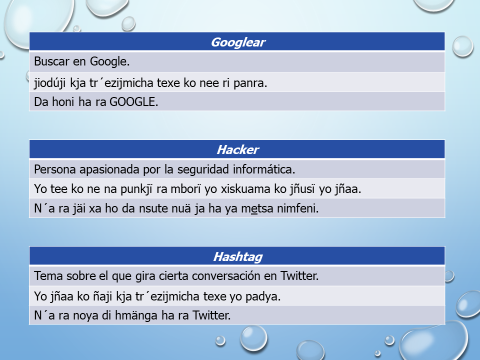 Googlear
Buscar en Google.
jiodúji kja tr´ezijmicha texe ko nee ri panra.
Da honi ha ra GOOGLE.
Hacker
Persona apasionada por la seguridad informática.
Yo tee ko ne na punkjï ra mborï yo xiskuama ko jñusï yo jñaa.
N´a ra jäi xa ho da nsute nuä ja ha ya me̲tsa nimfeni.
Hashtag
Tema sobre el que gira cierta conversación en Twitter.
Yo jñaa ko ñaji kja tr´ezijmicha texe yo padya.
N´a ra noya di hmänga ha ra Twitter.